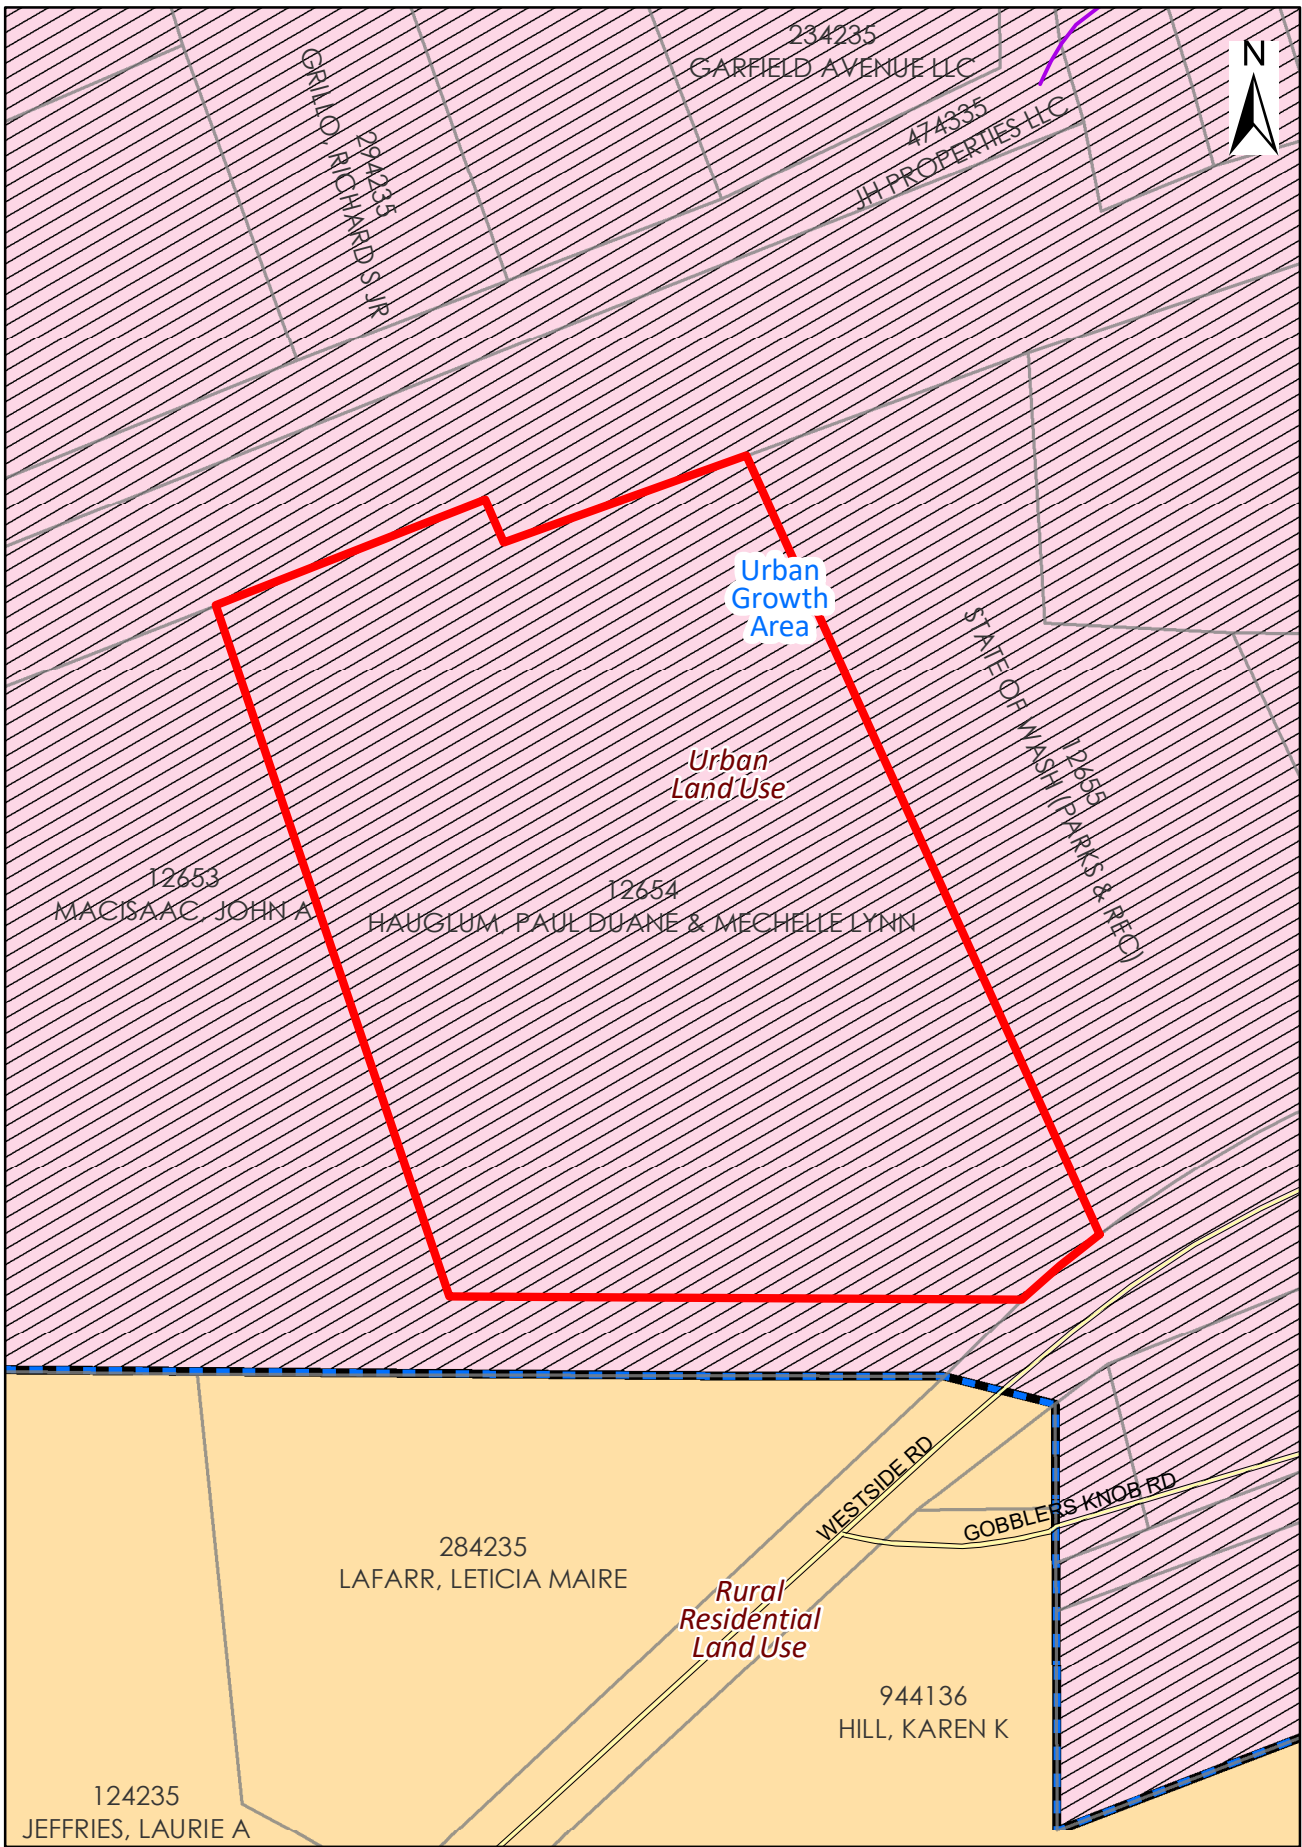 234235
GARFIELD AVENUE LLC
N
474335
JH PROPERTIES LLC
294235
GRILLO, RICHARD S JR
Urban
Growth
Area
12655
STATE OF WASH (PARKS & REC)
Urban
Land Use
12653
MACISAAC, JOHN A
12654
HAUGLUM, PAUL DUANE & MECHELLE LYNN
WESTSIDE RD
GOBBLERS KNOB RD
284235
LAFARR, LETICIA MAIRE
Rural
Residential
Land Use
944136
HILL, KAREN K
124235
JEFFRIES, LAURIE A